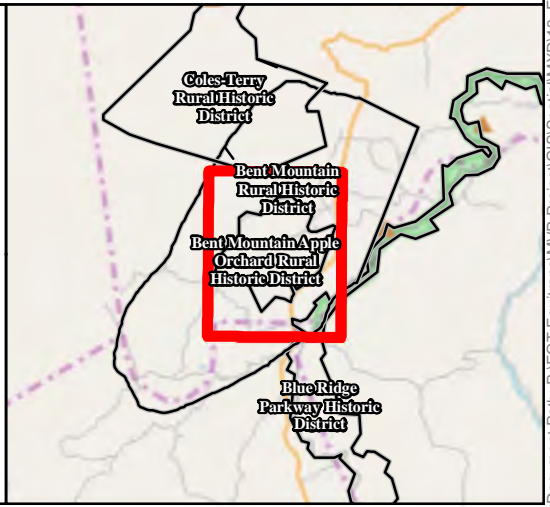 Coles-Terry
Rural Historic
District
Bent Mountain
Rural Historic
District
Bent Mountain Apple
Orchard Rural
Historic District
Blue Ridge
Parkway Historic
District